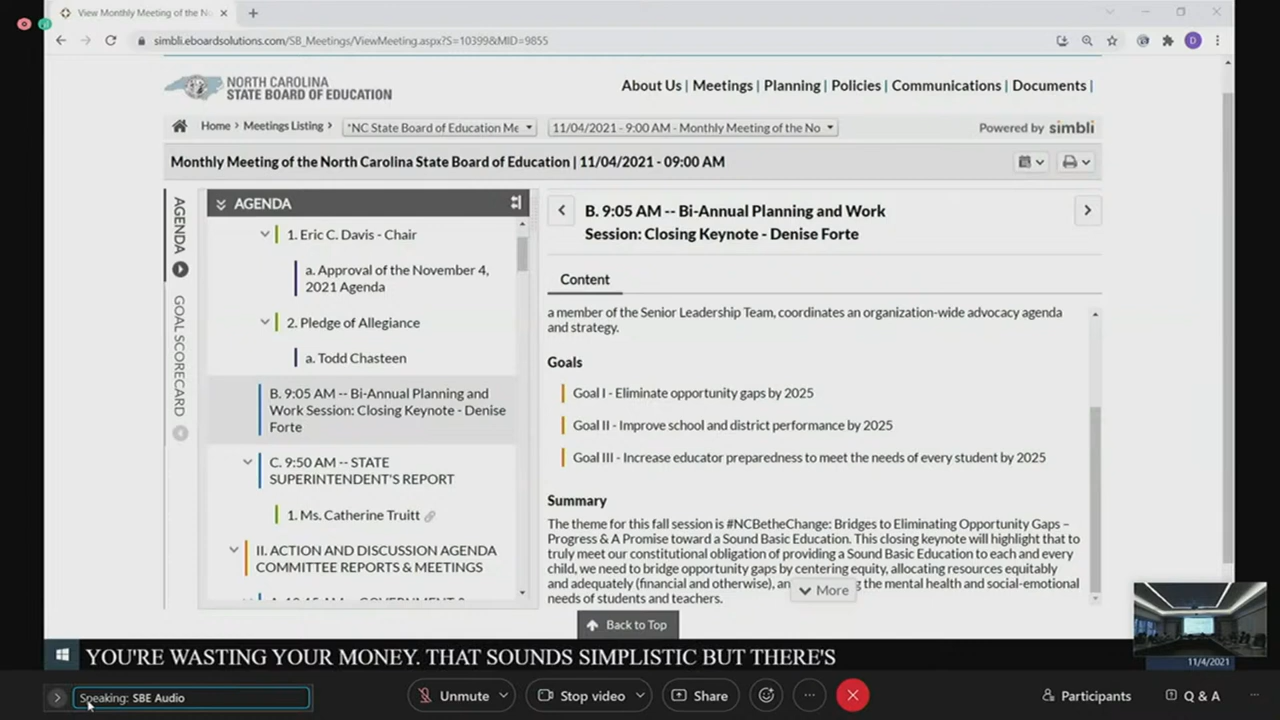 View Monthly Meeting of the No
simbli.eboardsolutions.com/SB_Meetings/ViewMeeting.aspx?S=10399&MID=9855
D
NORTH CAROLINA
STATE BOARD OF EDUCATION
About Us | Meetings | Planning | Policies | Communications | Documents |
Home > Meetings Listing >
*NC State Board of Education Me
11/04/2021 - 9:00 AM - Monthly Meeting of the No
Powered by simbli
Monthly Meeting of the North Carolina State Board of Education | 11/04/2021 - 09:00 AM
AGENDA
GOAL SCORECARD
AGENDA
1. Eric C. Davis - Chair
a. Approval of the November 4,
2021 Agenda
2. Pledge of Allegiance
a. Todd Chasteen
B. 9:05 AM -- Bi-Annual Planning and
Work Session: Closing Keynote - Denise
Forte
C. 9:50 AM -- STATE
SUPERINTENDENT'S REPORT
1. Ms. Catherine Truitt
II. ACTION AND DISCUSSION AGENDA
COMMITTEE REPORTS & MEETINGS
B. 9:05 AM -- Bi-Annual Planning and Work
Session: Closing Keynote - Denise Forte
Content
a member of the Senior Leadership Team, coordinates an organization-wide advocacy agenda
and strategy.
Goals
Goal I - Eliminate opportunity gaps by 2025
Goal II - Improve school and district performance by 2025
Goal III - Increase educator preparedness to meet the needs of every student by 2025
Summary
The theme for this fall session is #NCBetheChange: Bridges to Eliminating Opportunity Gaps –
Progress & A Promise toward a Sound Basic Education. This closing keynote will highlight that to
truly meet our constitutional obligation of providing a Sound Basic Education to each and every
child, we need to bridge opportunity gaps by centering equity, allocating resources equitably
and adequately (financial and otherwise), the mental health and social-emotional
needs of students and teachers.
More
Back to Top
YOU'RE WASTING YOUR MONEY. THAT SOUNDS SIMPLISTIC BUT THERE'S
11/4/2021
Speaking: SBE Audio
Unmute
Stop video
Share
Participants
Q & A